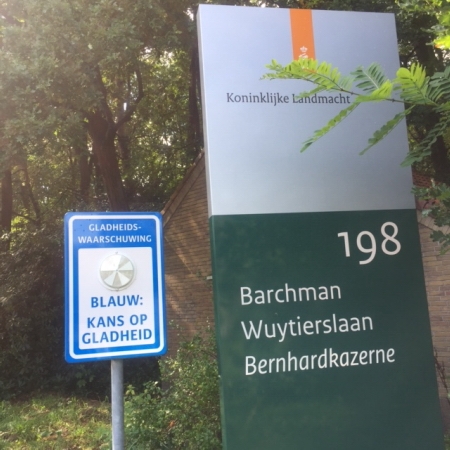 Koninklijke Landmacht
198
Barchman
Wuytierslaan
Bernhardkazerne
GLADHEIDS-
WAARSCHUWING
BLAUW:
KANS OP
GLADHEID